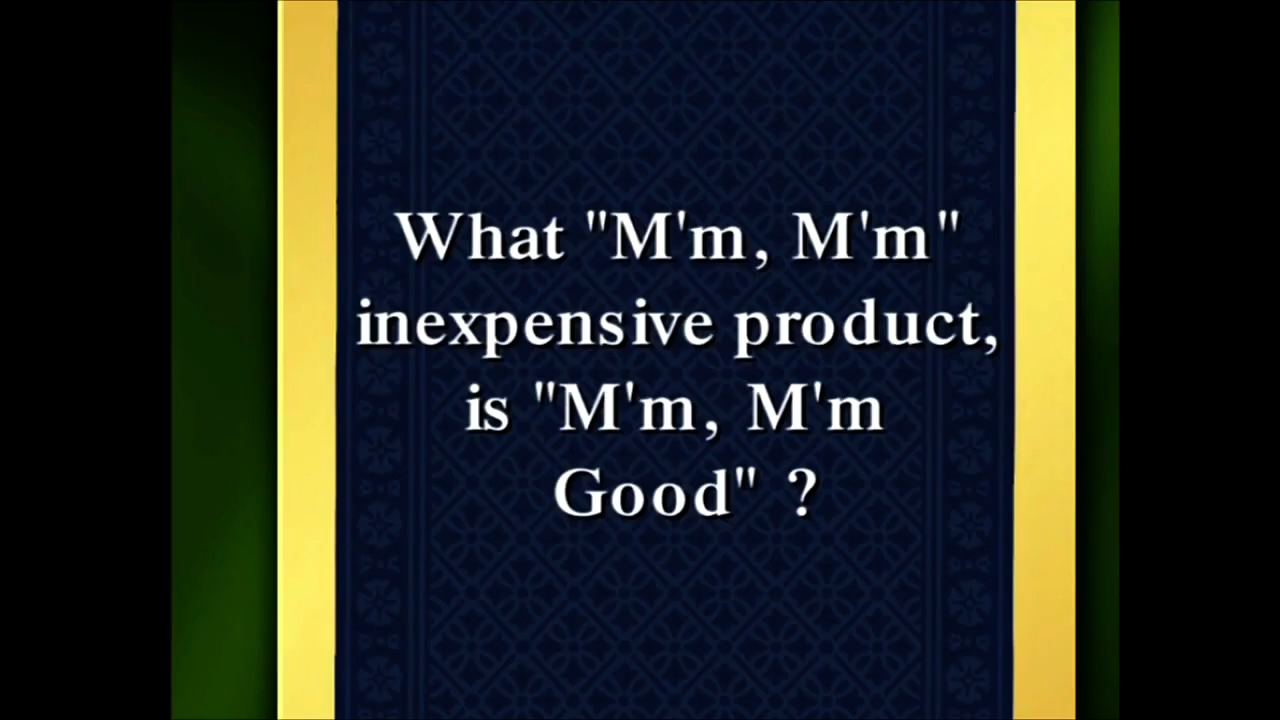 What "M'm, M'm"
inexpensive product,
is "M'm, M'm
Good" ?